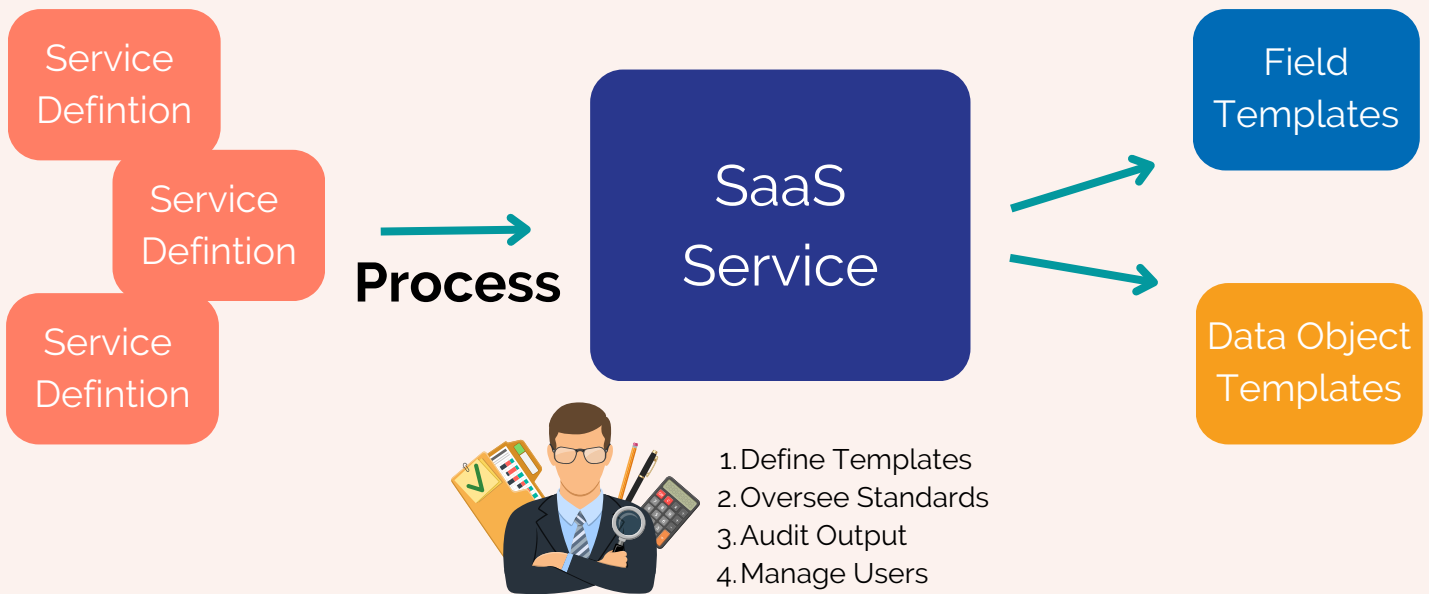 Service
Defintion
Service
Defintion
Service
Defintion
Process
SaaS
Service
Field
Templates
Data Object
Templates
1. Define Templates
2. Oversee Standards
3. Audit Output
4. Manage Users